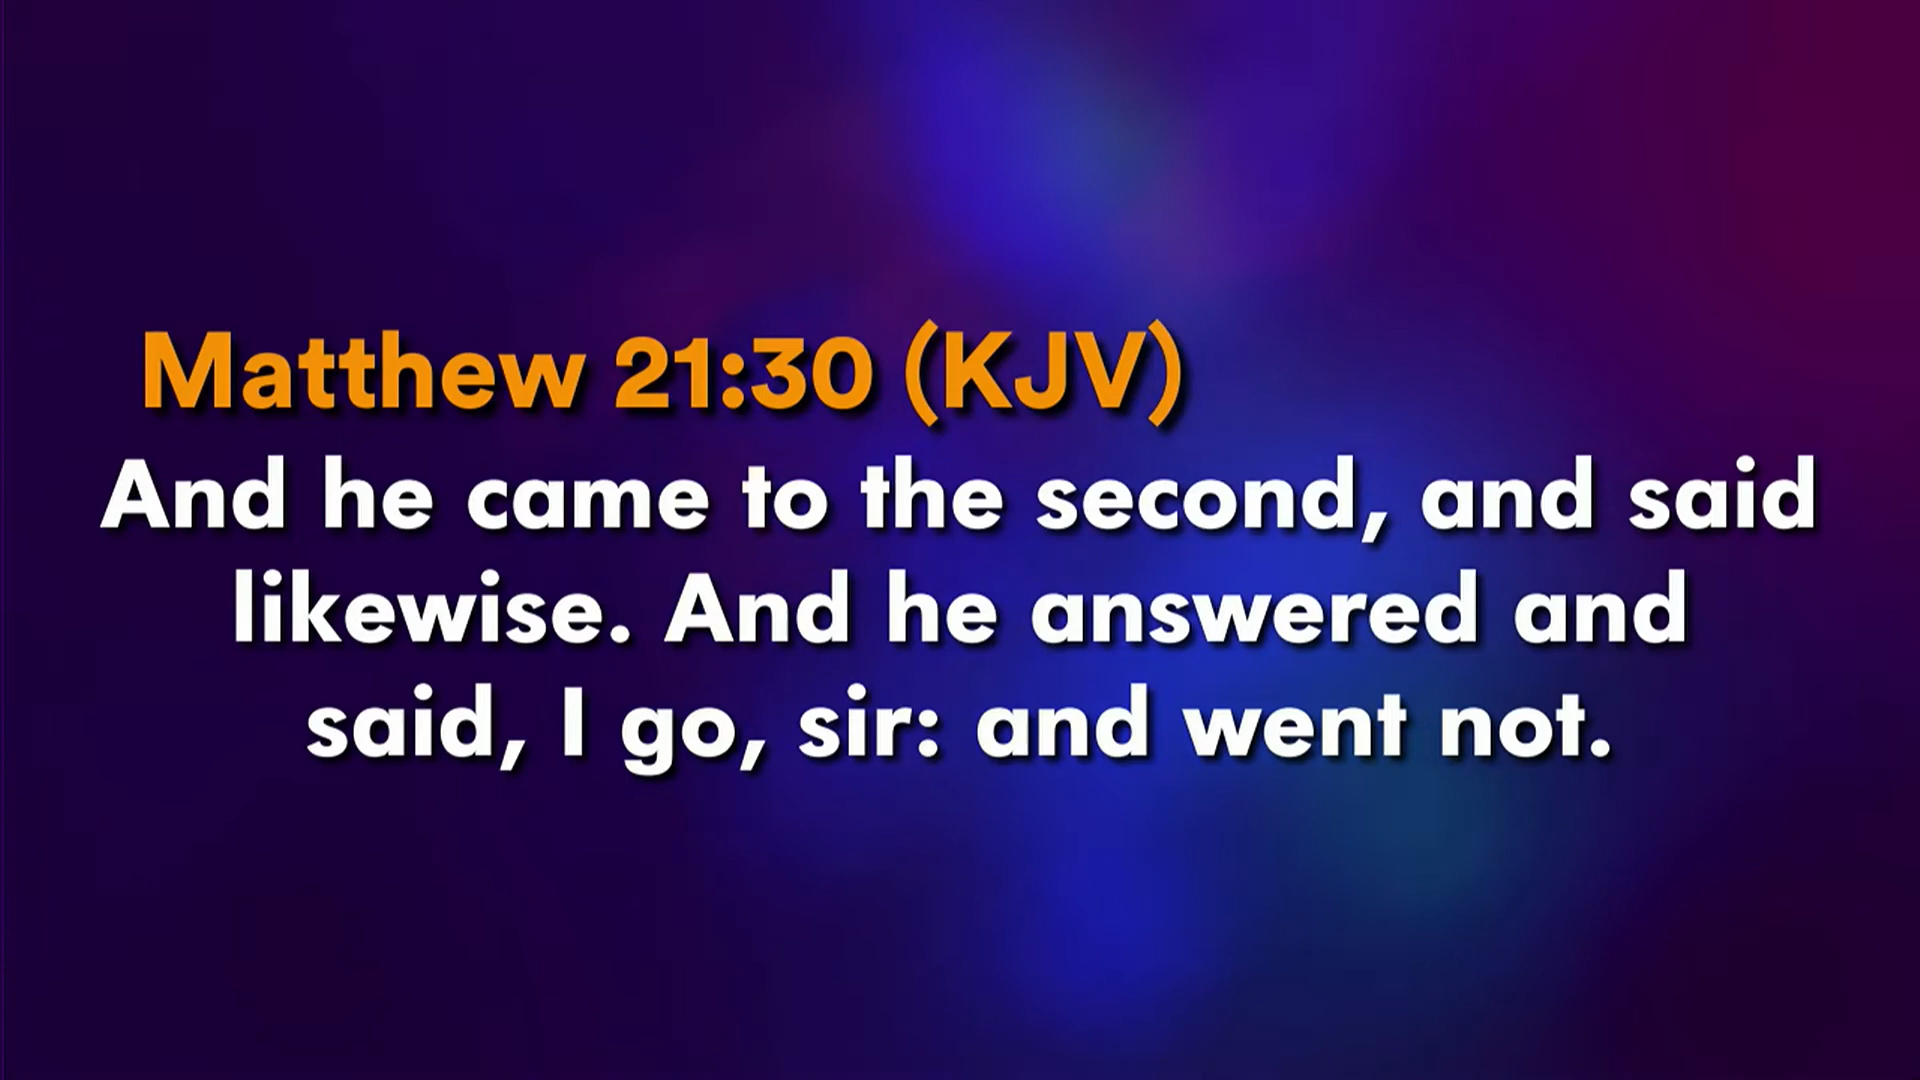 Matthew 21:30 (KJV)
And he came to the second, and said
likewise. And he answered and
said, I go, sir: and went not.